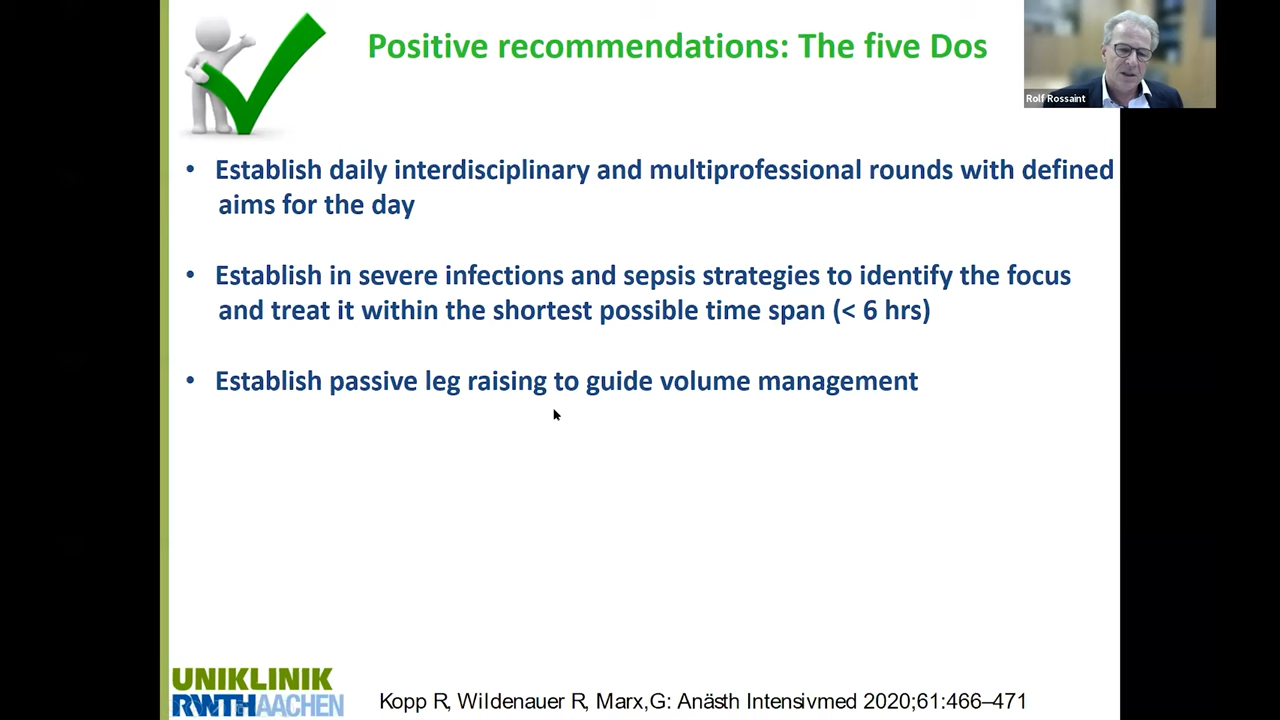 Positive recommendations: The five Dos
Rolf Rossaint
• Establish daily interdisciplinary and multiprofessional rounds with defined
aims for the day
• Establish in severe infections and sepsis strategies to identify the focus
and treat it within the shortest possible time span (< 6 hrs)
• Establish passive leg raising to guide volume management
UNIKLINIK
RWTHAACHEN
Kopp R, Wildenauer R, Marx,G: Anästh Intensivmed 2020;61:466–471